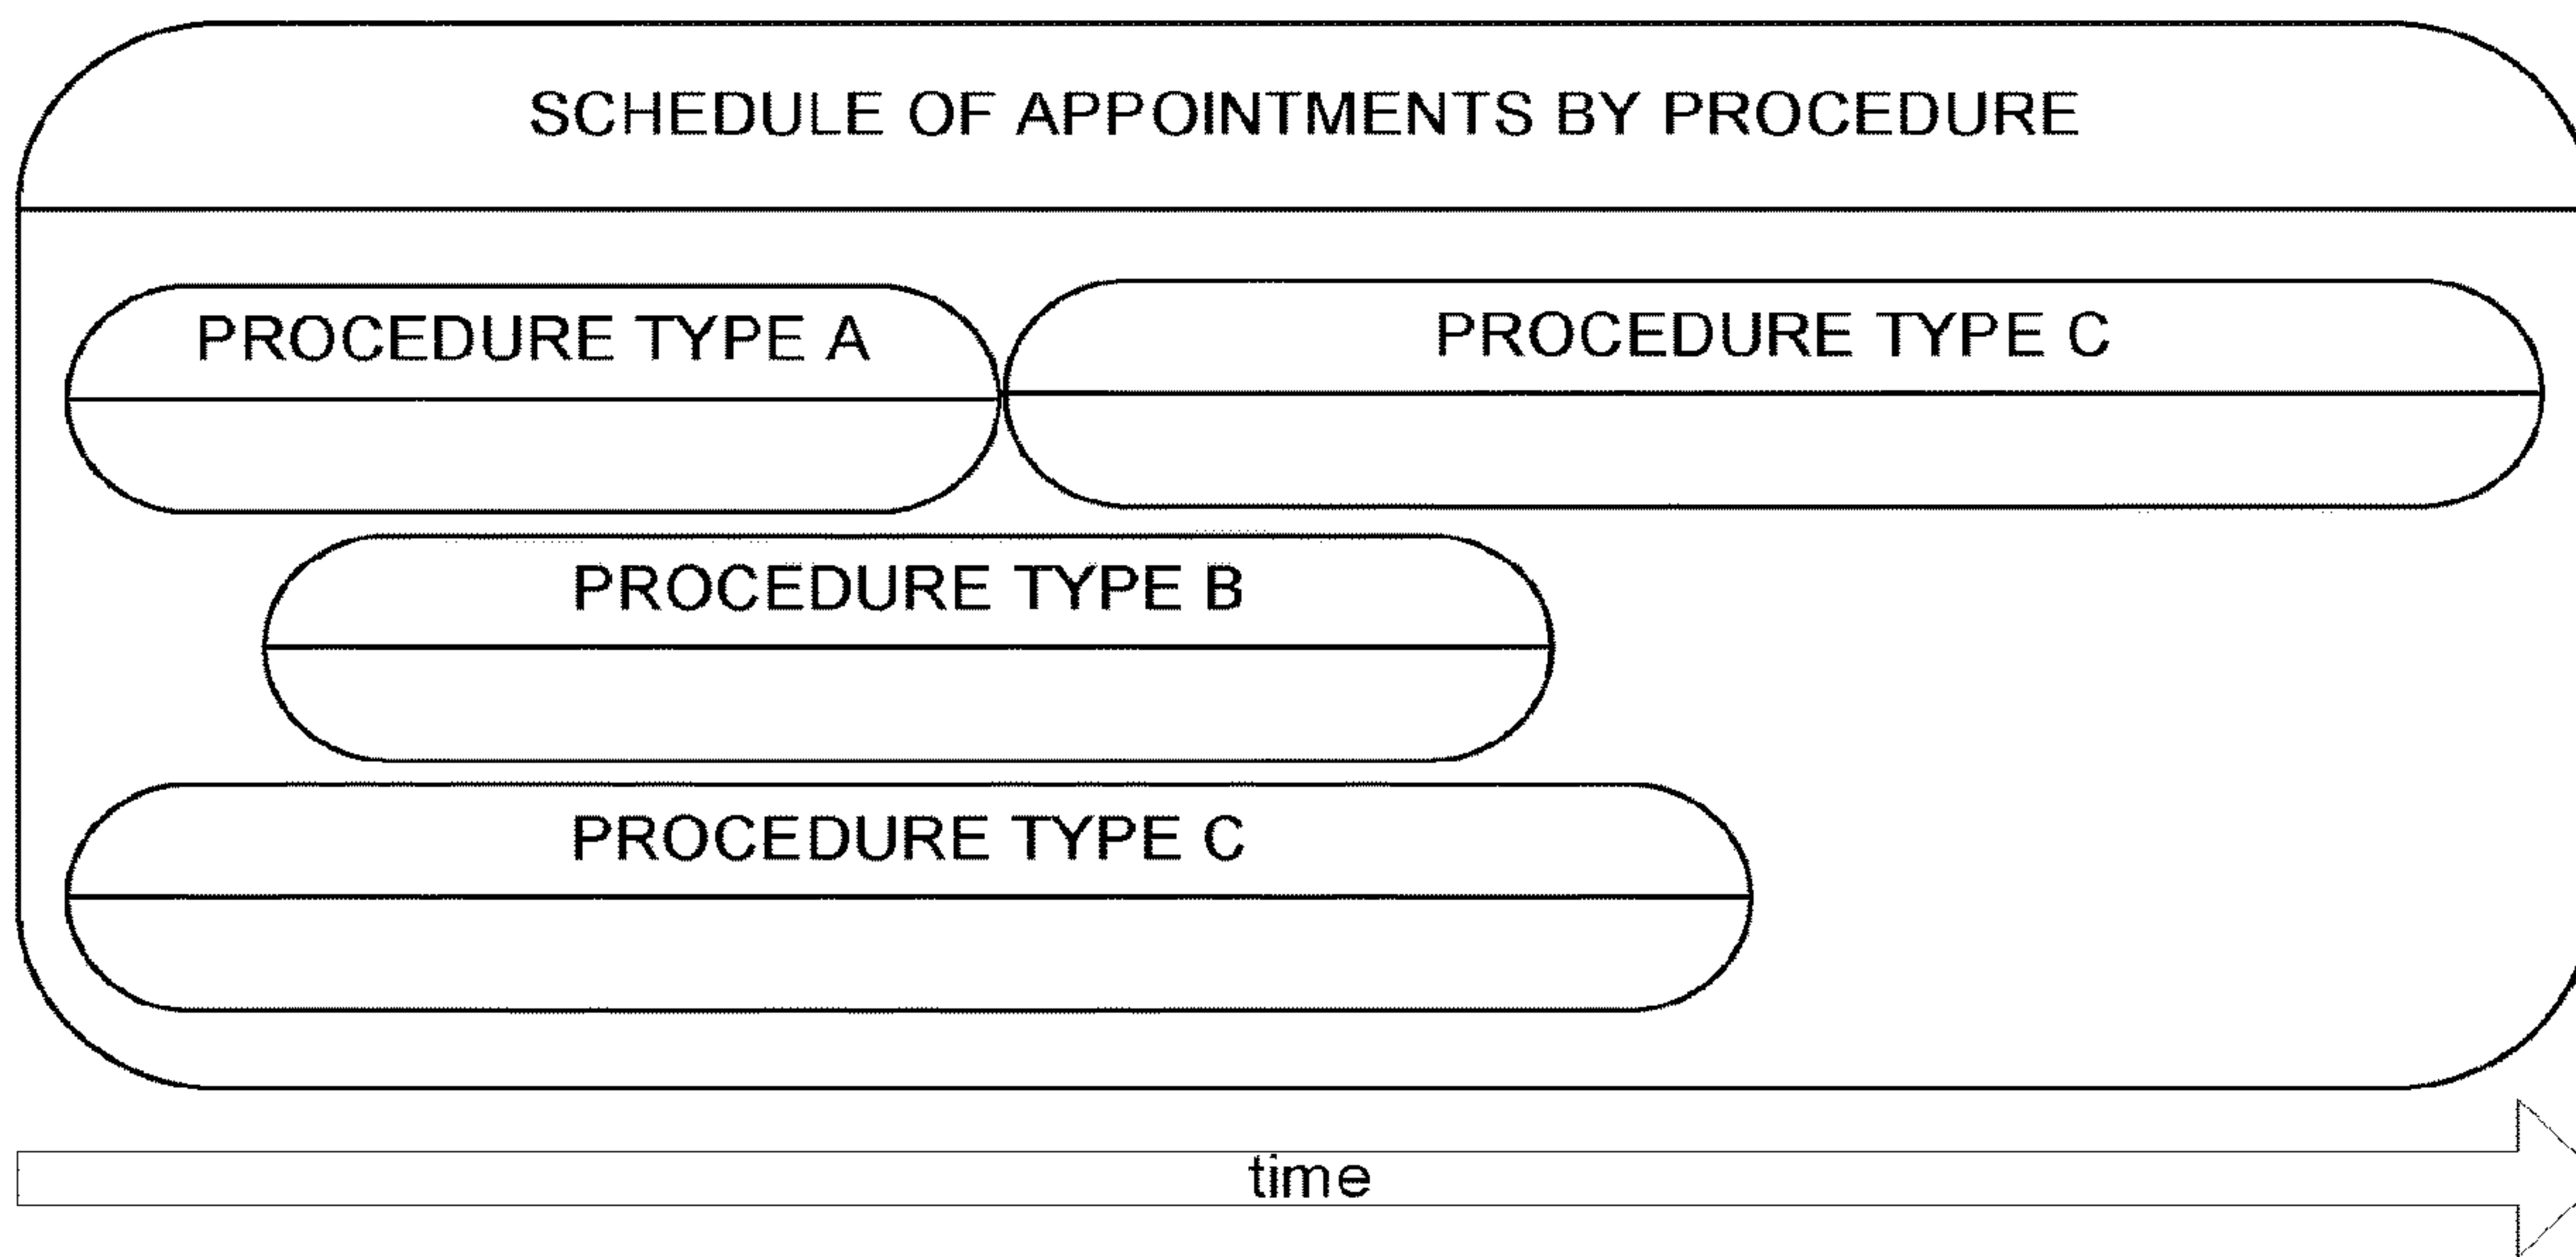 SCHEDULE OF APPOINTMENTS BY PROCEDURE
PROCEDURE TYPE A
PROCEDURE TYPE C
PROCEDURE TYPE B
PROCEDURE TYPE C
time